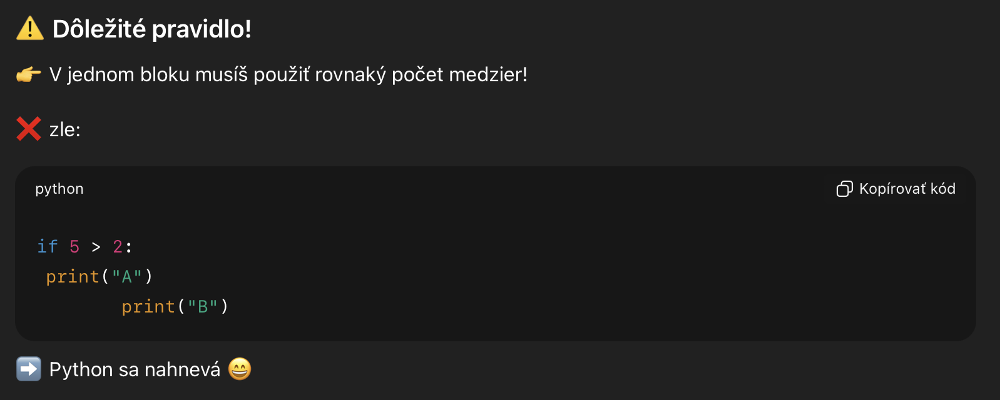 ⚠️ Dôležité pravidlo!
👉 V jednom bloku musíš použiť rovnaký počet medzier!
❌ zle:
python
Kopírovať kód
if 5 > 2:
 print("A")
        print("B")
➡️ Python sa nahnevá 😄